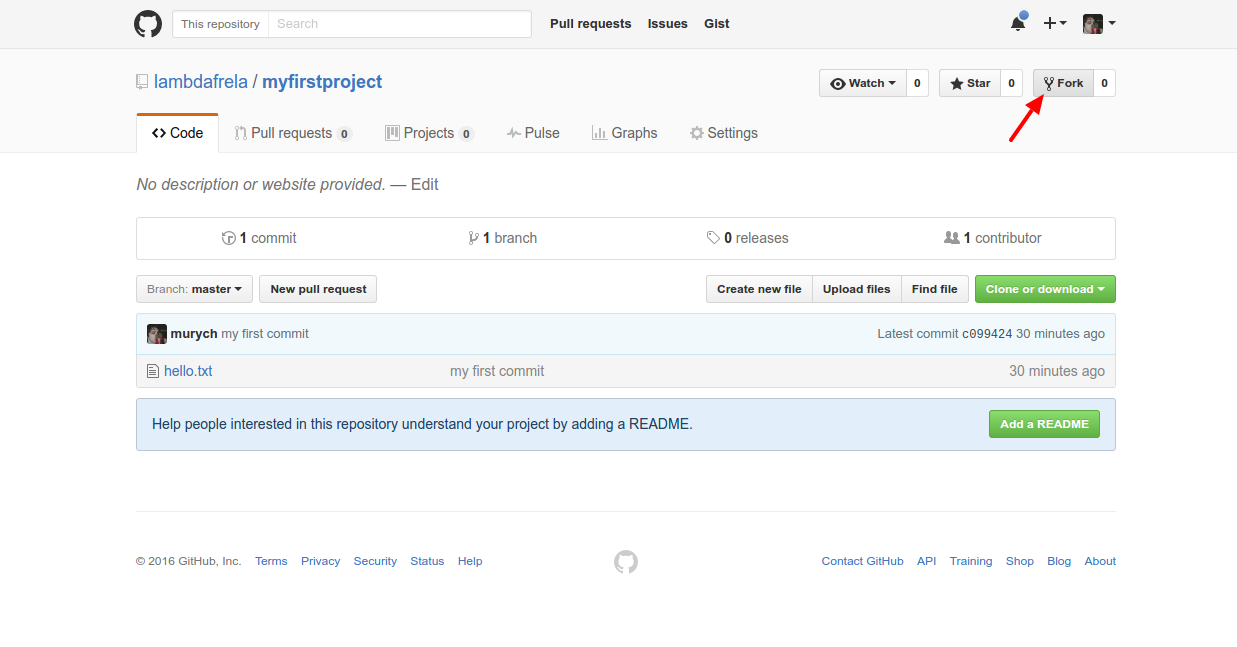 This repository Search Pull requests Issues Gist
lambdafrela / myfirstproject Watch 0 Star 0 Fork 0
Code Pull requests 0 Projects 0 Pulse Graphs Settings
No description or website provided. — Edit
1 commit 1 branch 0 releases 1 contributor
Branch: master New pull request Create new file Upload files Find file Clone or download
murych my first commit Latest commit c099424 30 minutes ago
hello.txt my first commit 30 minutes ago
Help people interested in this repository understand your project by adding a README. Add a README
© 2016 GitHub, Inc. Terms Privacy Security Status Help Contact GitHub API Training Shop Blog About